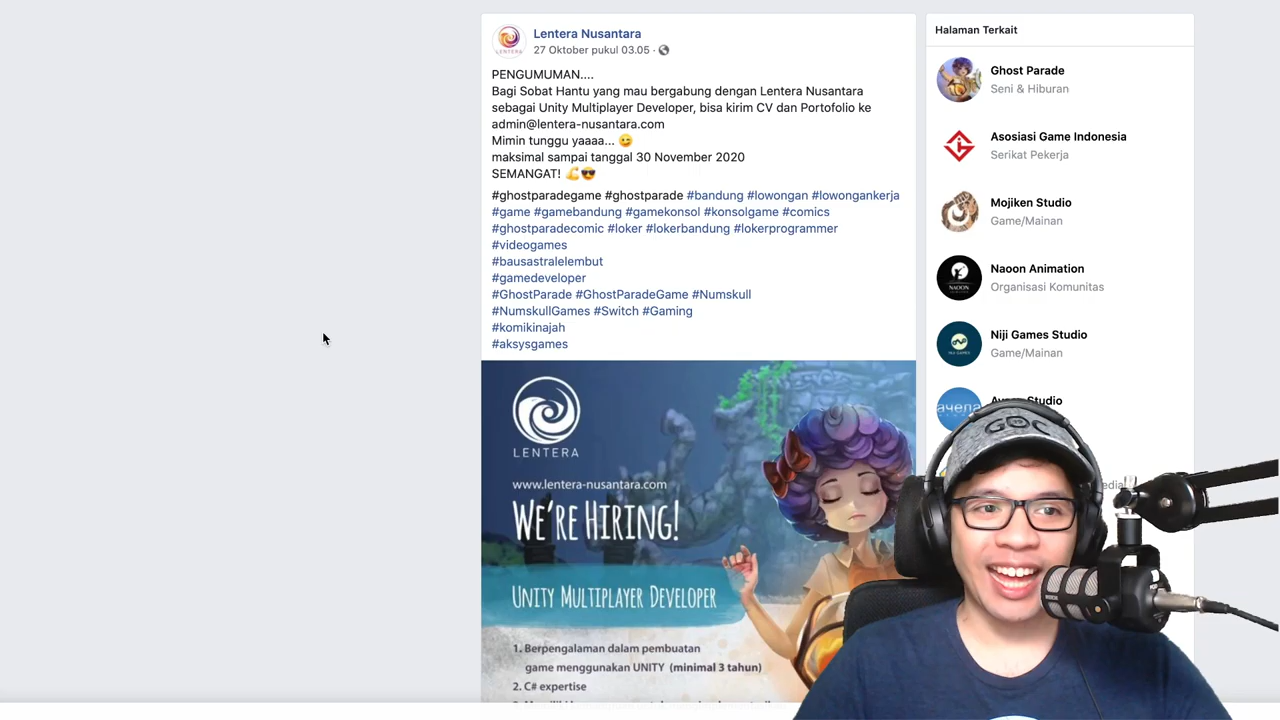 Lentera Nusantara
27 Oktober pukul 03.05 ·
PENGUMUMAN....
Bagi Sobat Hantu yang mau bergabung dengan Lentera Nusantara
sebagai Unity Multiplayer Developer, bisa kirim CV dan Portofolio ke
admin@lentera-nusantara.com
Mimin tunggu yaaaa... 😜
maksimal sampai tanggal 30 November 2020
SEMANGAT! 💪😎
#ghostparadegame #ghostparade #bandung #lowongan #lowongankerja
#game #gamebandung #gamekonsol #konsolgame #comics
#ghostparadecomic #loker #lokerbandung #lokerprogrammer
#videogames
#bausastralelembut
#gamedeveloper
#GhostParade #GhostParadeGame #Numskull
#NumskullGames #Switch #Gaming
#komikinajah
#aksysgames
LENTERA
www.lentera-nusantara.com
WE'RE HIRING!
UNITY MULTIPLAYER DEVELOPER
1. Berpengalaman dalam pembuatan
game menggunakan UNITY (minimal 3 tahun)
2. C# expertise
Halaman Terkait
Ghost Parade
Seni & Hiburan
Asosiasi Game Indonesia
Serikat Pekerja
Mojiken Studio
Game/Mainan
Naoon Animation
Organisasi Komunitas
Niji Games Studio
Game/Mainan
Studio
GDC